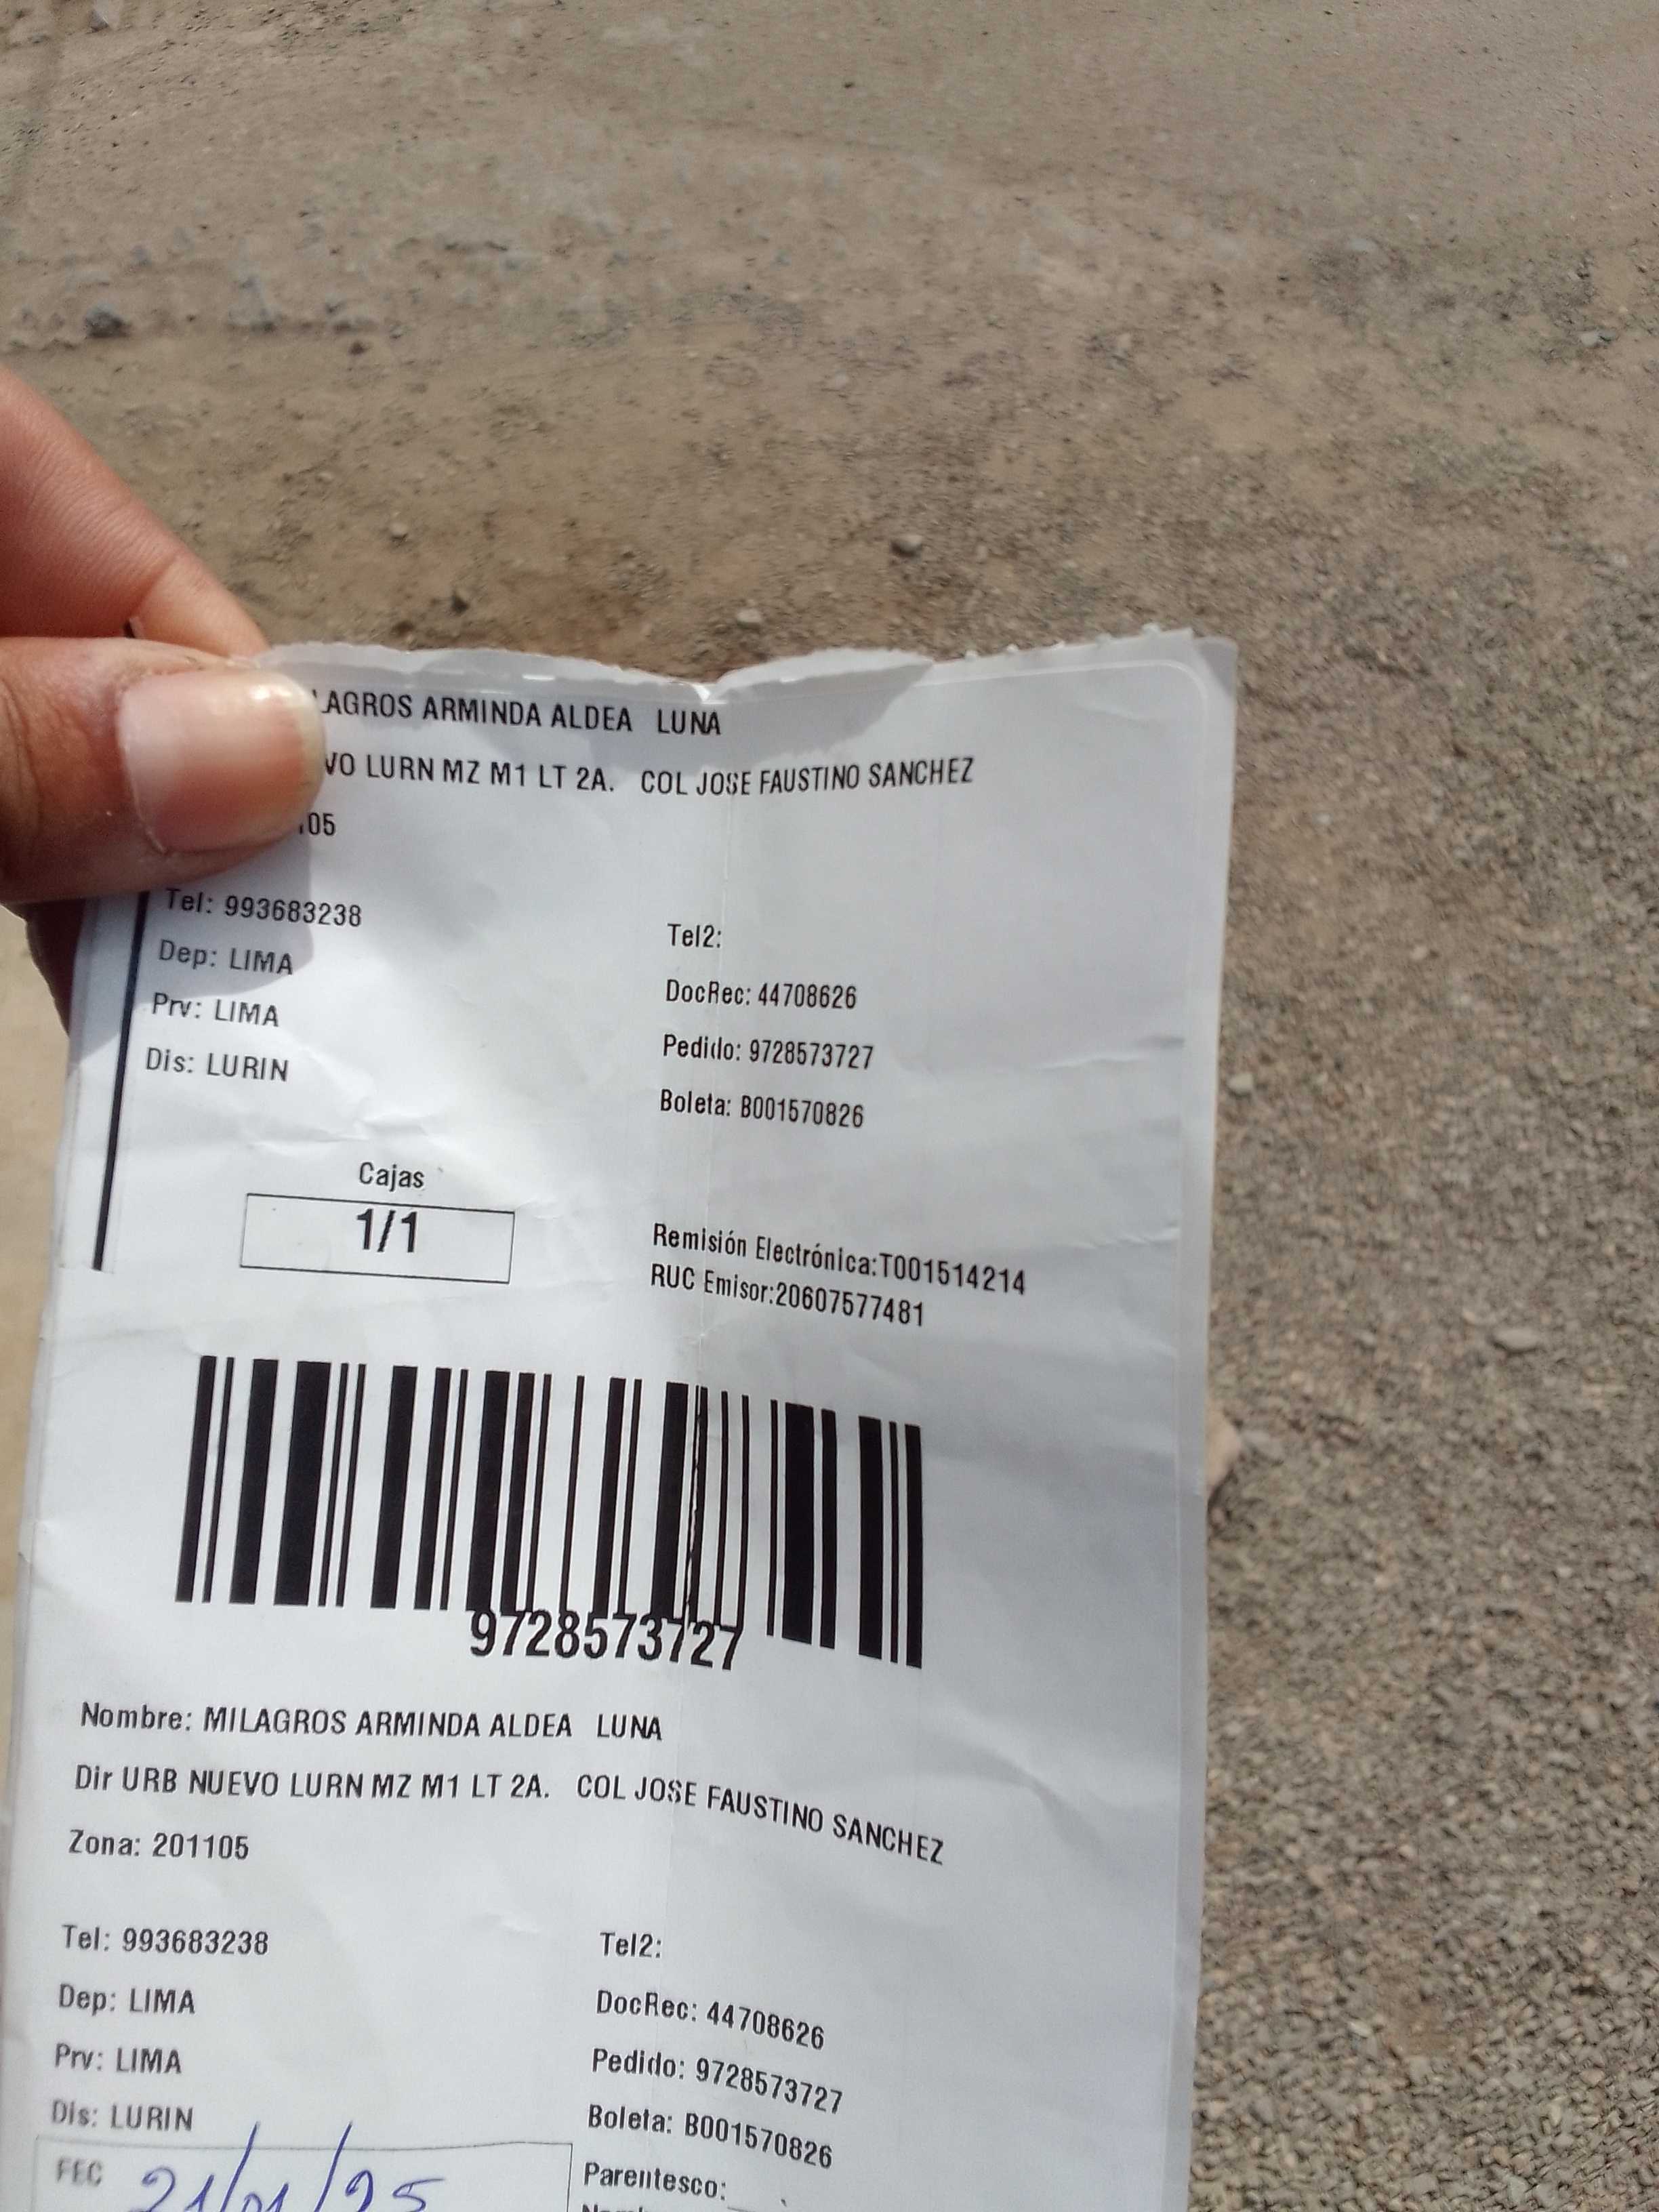 LAGROS ARMINDA ALDEA LUNA
VO LURN MZ M1 LT 2A. COL JOSE FAUSTINO SANCHEZ
105
Tel: 993683238
Tel2:
Dep: LIMA
DocRec: 44708626
Prv: LIMA
Pedido: 9728573727
Dis: LURIN
Boleta: B001570826
Cajas
1/1
Remisión Electrónica:T001514214
RUC Emisor:20607577481
9728573727
Nombre: MILAGROS ARMINDA ALDEA LUNA
Dir URB NUEVO LURN MZ M1 LT 2A. COL JOSE FAUSTINO SANCHEZ
Zona: 201105
Tel: 993683238
Tel2:
Dep: LIMA
DocRec: 44708626
Prv: LIMA
Pedido: 9728573727
Dis: LURIN
Boleta: B001570826
FEC 21/01/25
Parentesco: